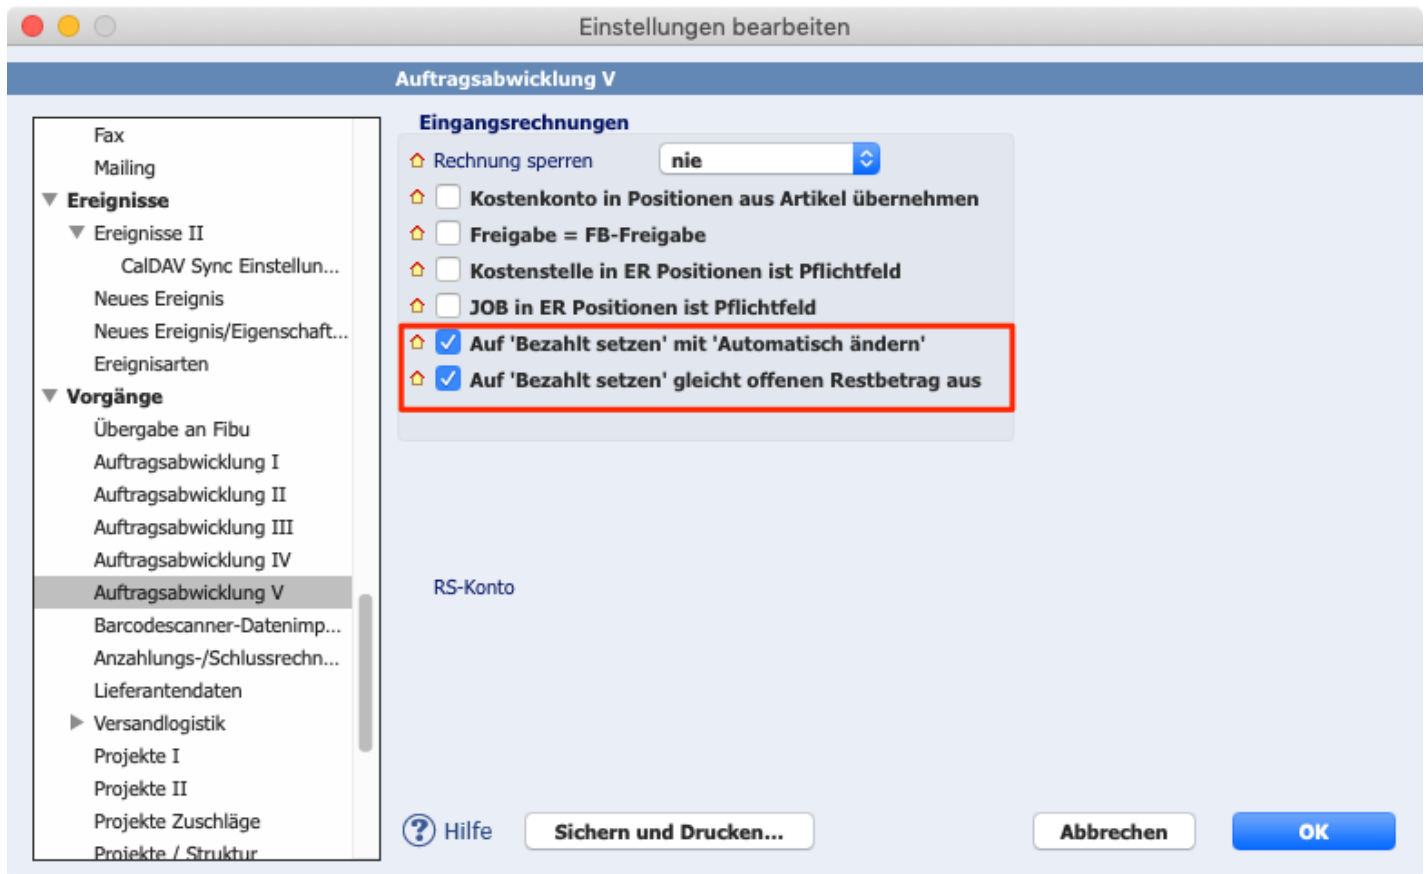 Einstellungen bearbeiten
Auftragsabwicklung V
Fax
Mailing
Ereignisse
Ereignisse II
CalDAV Sync Einstellun...
Neues Ereignis
Neues Ereignis/Eigenschaft...
Ereignisarten
Vorgänge
Übergabe an Fibu
Auftragsabwicklung I
Auftragsabwicklung II
Auftragsabwicklung III
Auftragsabwicklung IV
Auftragsabwicklung V
Barcodescanner-Datenimp...
Anzahlungs-/Schlussrechn...
Lieferantendaten
Versandlogistik
Projekte I
Projekte II
Projekte Zuschläge
Projekte / Struktur
Eingangsrechnungen
Rechnung sperren nie
Kostenkonto in Positionen aus Artikel übernehmen
Freigabe = FB-Freigabe
Kostenstelle in ER Positionen ist Pflichtfeld
JOB in ER Positionen ist Pflichtfeld
Auf 'Bezahlt setzen' mit 'Automatisch ändern'
Auf 'Bezahlt setzen' gleicht offenen Restbetrag aus
RS-Konto
? Hilfe Sichern und Drucken... Abbrechen OK